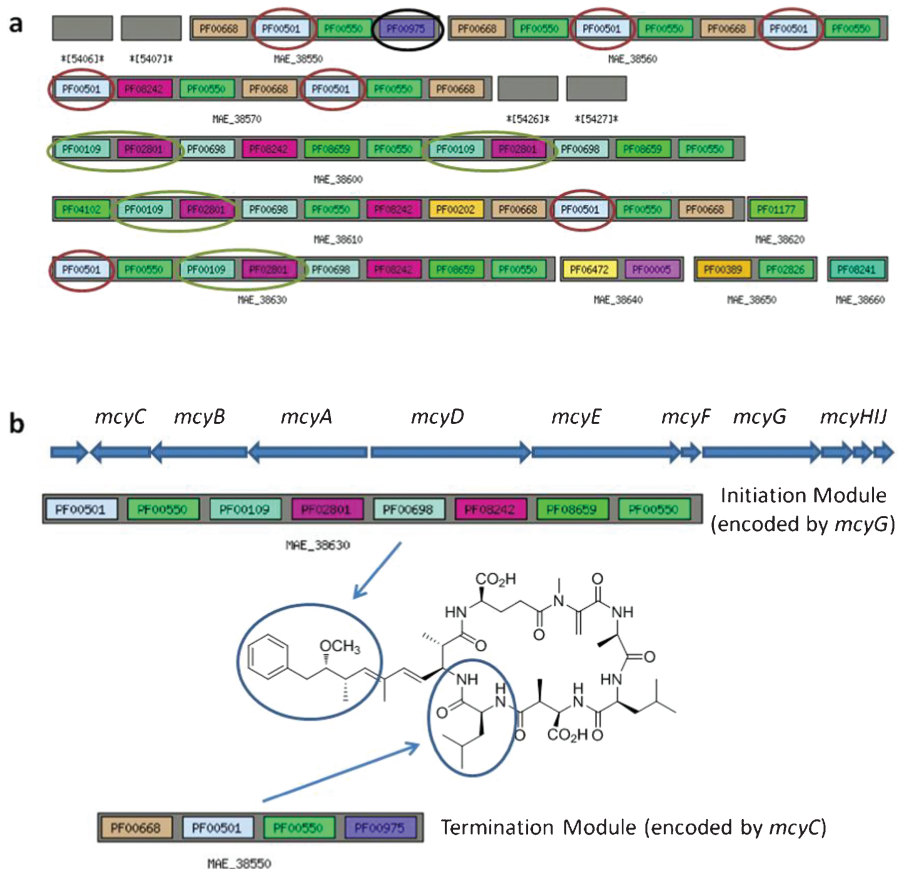 a
PF00668 PF00501 PF00550 PF00975 PF00668 PF00550 PF00501 PF00550 PF00668 PF00501 PF00550
*[5406]* *[5407]* MAE_38550 MAE_38560
PF00501 PF08242 PF00550 PF00668 PF00501 PF00550 PF00668
MAE_38570 *[5426]* *[5427]*
PF00109 PF02801 PF00698 PF08242 PF08659 PF00550 PF00109 PF02801 PF00698 PF08659 PF00550
MAE_38600
PF04102 PF00109 PF02801 PF00698 PF00550 PF08242 PF00202 PF00668 PF00501 PF00550 PF00668 PF01177
MAE_38610 MAE_38620
PF00501 PF00550 PF00109 PF02801 PF00698 PF08242 PF08659 PF00550 PF06472 PF00005 PF00389 PF02826 PF08241
MAE_38630 MAE_38640 MAE_38650 MAE_38660
b
mcyC mcyB mcyA mcyD mcyE mcyF mcyG mcyHIJ
PF00501 PF00550 PF00109 PF02801 PF00698 PF08242 PF08659 PF00550
Initiation Module
(encoded by mcyG)
MAE_38630
CO₂H
O
N
O
HN
O
HN
O
OCH₃
NH
O
HN
O
H
N
O
NH
O
HN
CO₂H
O
PF00668 PF00501 PF00550 PF00975
Termination Module (encoded by mcyC)
MAE_38550